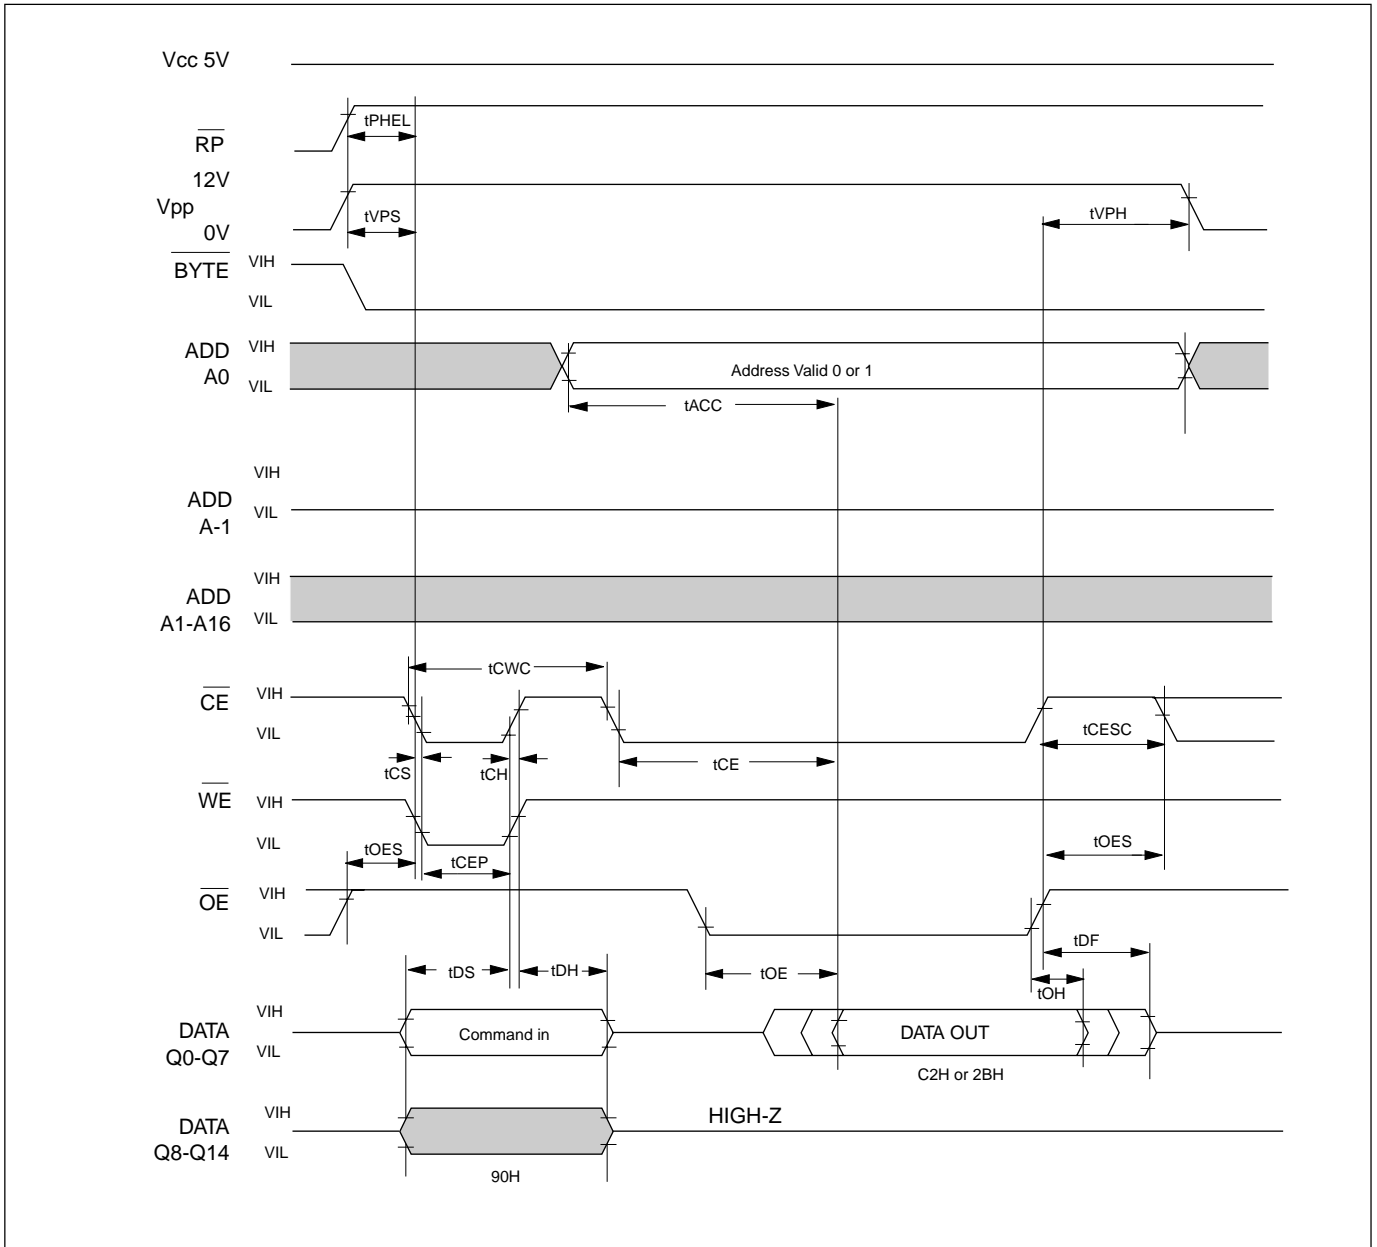 Vcc 5V
tPHEL
RP
12V
Vpp
tVPS
tVPH
0V
BYTE VIH
VIL
ADD VIH
A0 VIL
Address Valid 0 or 1
tACC
VIH
ADD
VIL
A-1
VIH
ADD
A1-A16 VIL
tCWC
CE VIH
VIL
tCESC
tCS tCH tCE
WE VIH
VIL
tOES tCEP tOES
OE VIH
VIL
tDF
tDS tDH tOE
tOH
VIH
DATA
Q0-Q7 VIL
Command in DATA OUT
C2H or 2BH
VIH
DATA
Q8-Q14 VIL
HIGH-Z
90H